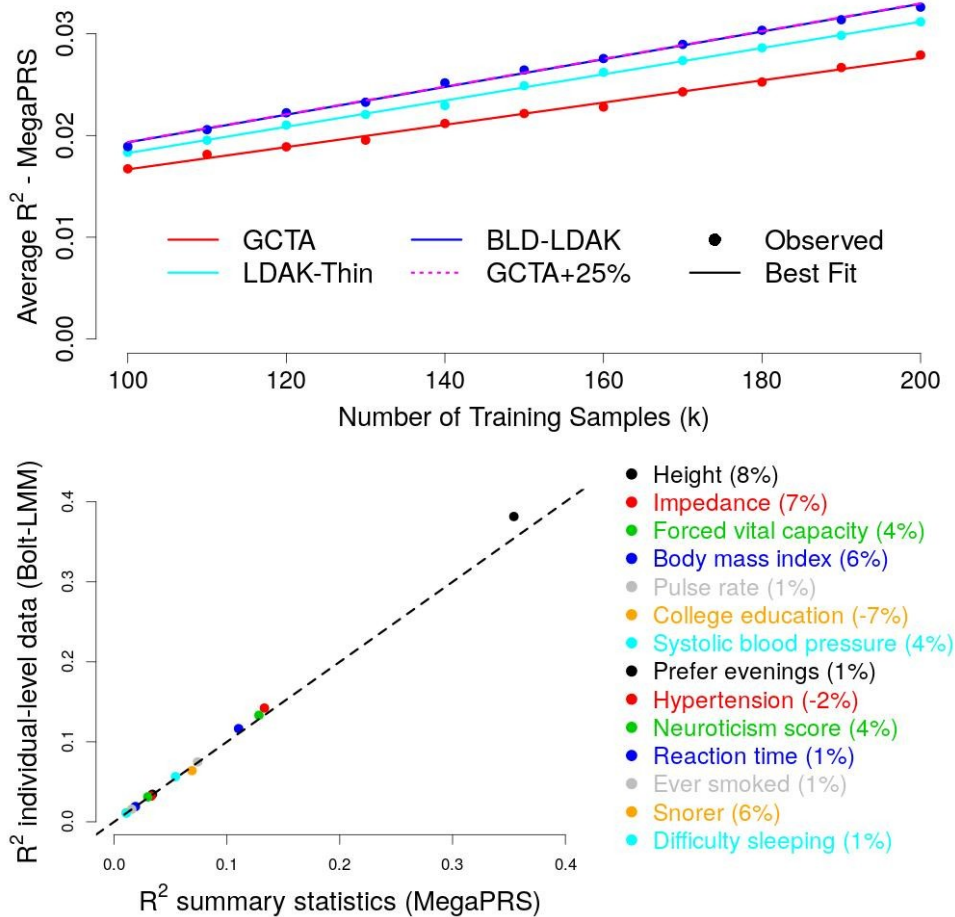 Average R² - MegaPRS
0.03
0.02
0.01
0.00
GCTA
BLD-LDAK
Observed
LDAK-Thin
GCTA+25%
Best Fit
100 120 140 160 180 200
Number of Training Samples (k)
R² individual-level data (Bolt-LMM)
0.4
0.3
0.2
0.1
0.0
0.0 0.1 0.2 0.3 0.4
R² summary statistics (MegaPRS)
Height (8%)
Impedance (7%)
Forced vital capacity (4%)
Body mass index (6%)
Pulse rate (1%)
College education (-7%)
Systolic blood pressure (4%)
Prefer evenings (1%)
Hypertension (-2%)
Neuroticism score (4%)
Reaction time (1%)
Ever smoked (1%)
Snorer (6%)
Difficulty sleeping (1%)